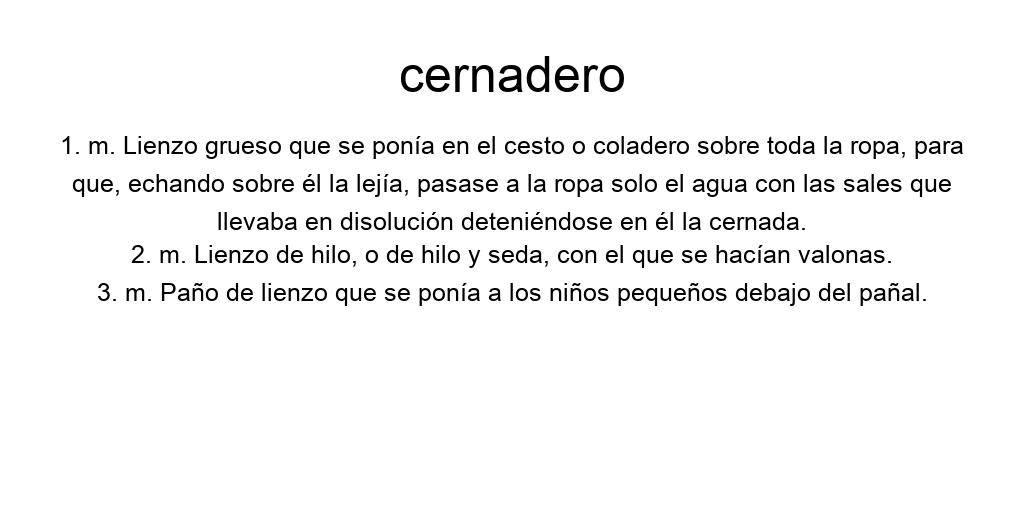 cernadero
1. m. Lienzo grueso que se ponía en el cesto o coladero sobre toda la ropa, para
que, echando sobre él la lejía, pasase a la ropa solo el agua con las sales que
llevaba en disolución deteniéndose en él la cernada.
2. m. Lienzo de hilo, o de hilo y seda, con el que se hacían valonas.
3. m. Paño de lienzo que se ponía a los niños pequeños debajo del pañal.